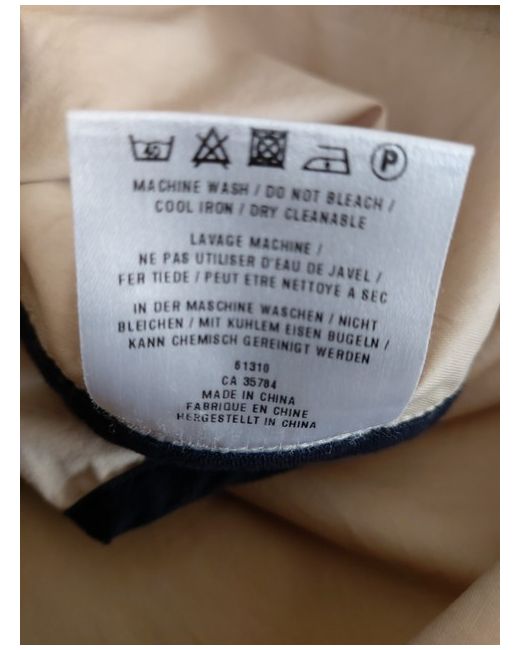 40 P
MACHINE WASH / DO NOT BLEACH /
COOL IRON / DRY CLEANABLE
LAVAGE MACHINE /
NE PAS UTILISER D'EAU DE JAVEL /
FER TIEDE / PEUT ETRE NETTOYE A SEC
IN DER MASCHINE WASCHEN / NICHT
BLEICHEN / MIT KUHLEM EISEN BUGELN /
KANN CHEMISCH GEREINIGT WERDEN
51310
CA 35784
MADE IN CHINA
FABRIQUE EN CHINE
HERGESTELLT IN CHINA